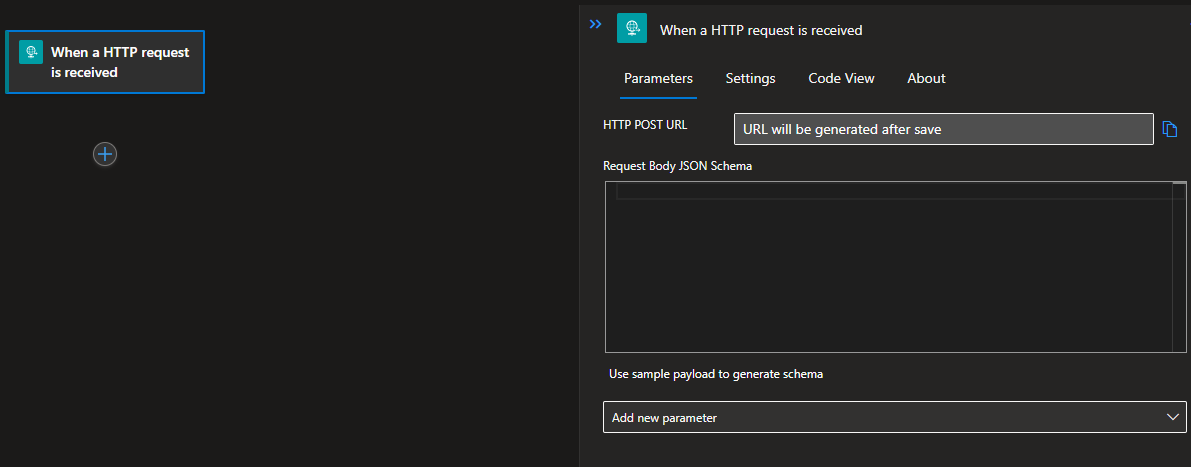 When a HTTP request
is received
When a HTTP request is received
Parameters Settings Code View About
HTTP POST URL URL will be generated after save
Request Body JSON Schema
Use sample payload to generate schema
Add new parameter